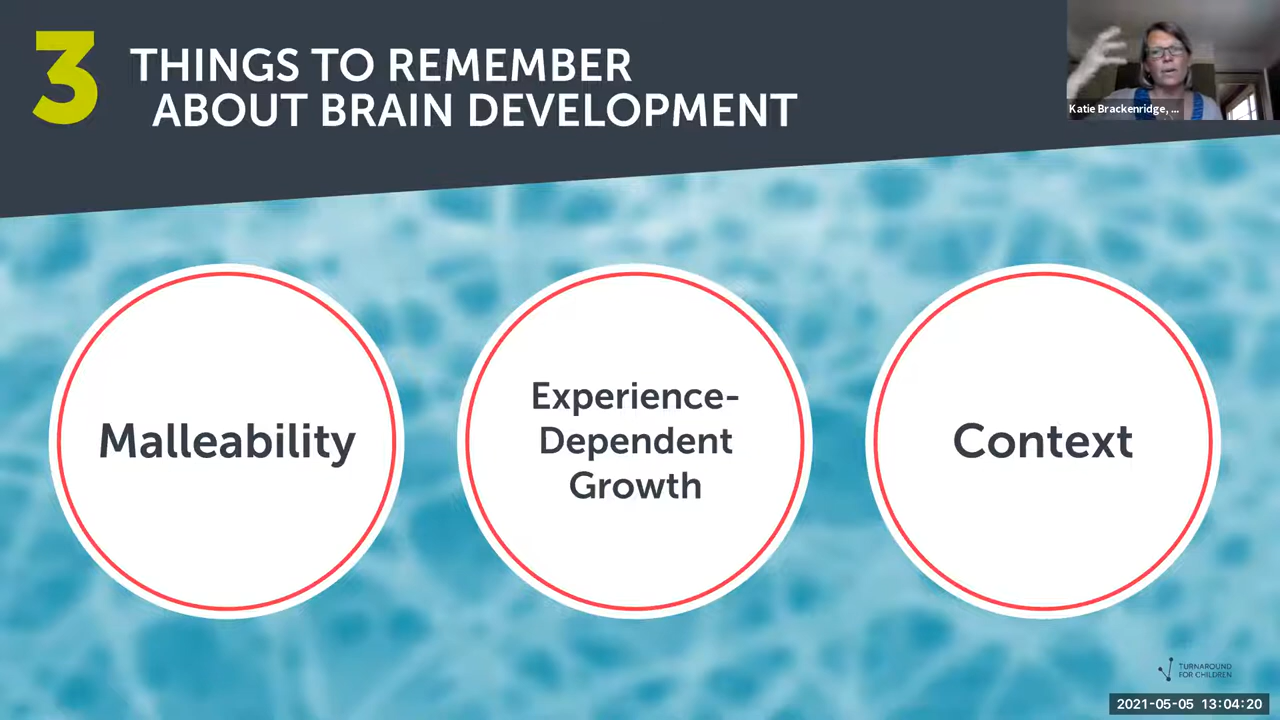 3 THINGS TO REMEMBER
ABOUT BRAIN DEVELOPMENT
Katie Brackenridge, ...
Malleability
Experience-
Dependent
Growth
Context
TURNAROUND
FOR CHILDREN
2021-05-05 13:04:20